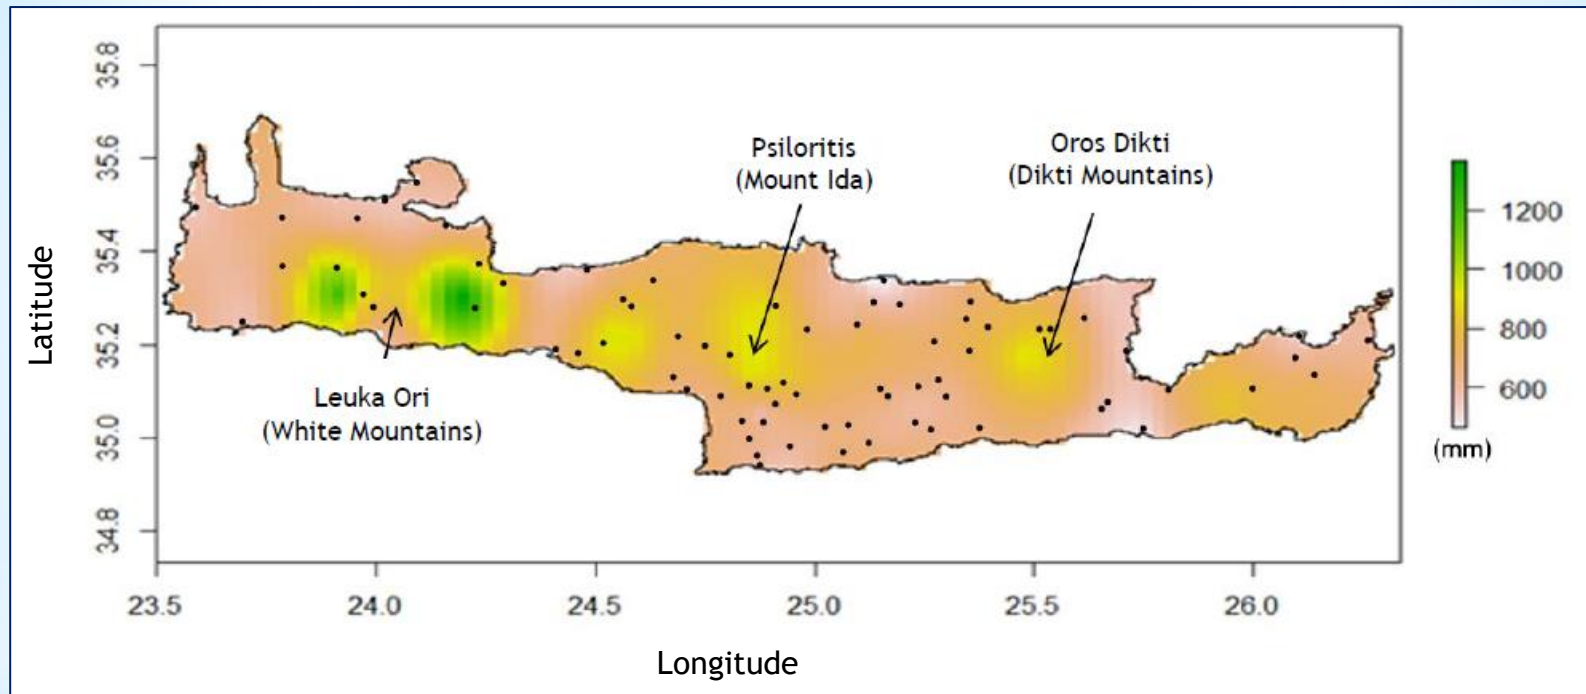 35.8
35.6
35.4
35.2
35.0
34.8
Latitude
Psiloritis
(Mount Ida)
Oros Dikti
(Dikti Mountains)
Leuka Ori
(White Mountains)
1200
1000
800
600
(mm)
23.5
24.0
24.5
25.0
25.5
26.0
Longitude